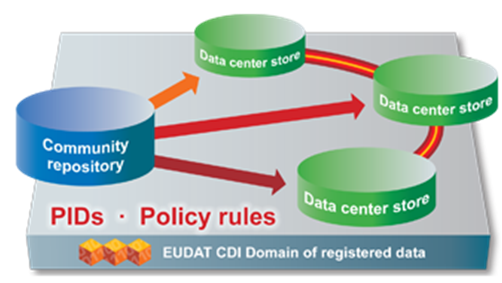 Data center store
Data center store
Community
repository
Data center store
PIDs · Policy rules
EUDAT CDI Domain of registered data